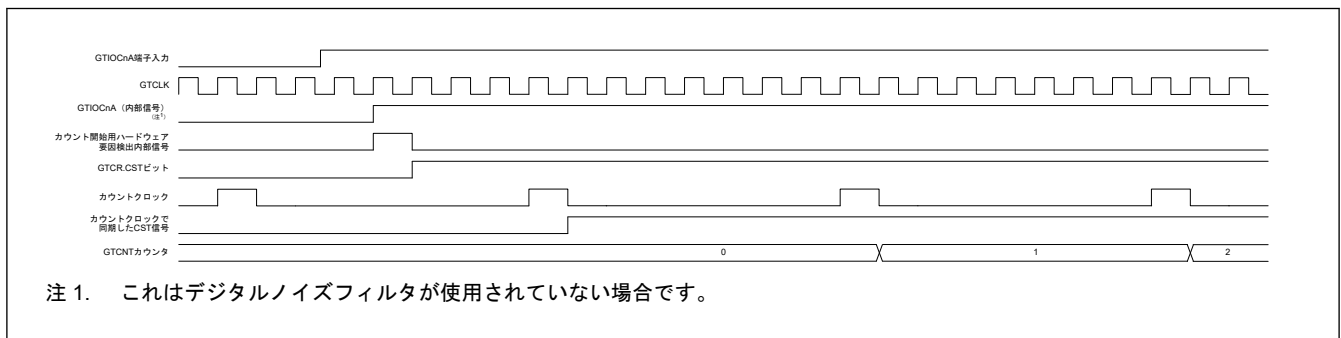 GTIOCnA端子入力
GTCLK
GTIOCnA（内部信号）
（注1）
カウント開始用ハードウェア
要因検出内部信号
GTCR.CSTビット
カウントクロック
カウントクロックで
同期したCST信号
GTCNTカウンタ
0
1
2
注 1. これはデジタルノイズフィルタが使用されていない場合です。